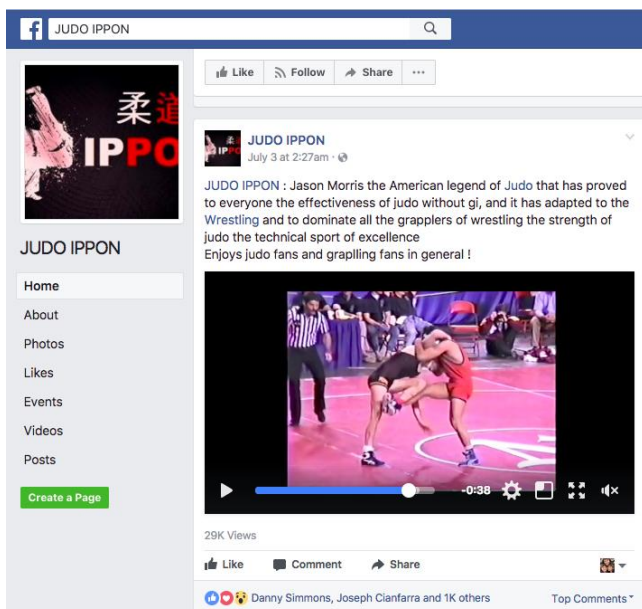 JUDO IPPON
Like
Follow
Share
柔道
IPPO
JUDO IPPON
July 3 at 2:27am
JUDO IPPON : Jason Morris the American legend of Judo that has proved
to everyone the effectiveness of judo without gi, and it has adapted to the
Wrestling and to dominate all the grapplers of wrestling the strength of
judo the technical sport of excellence
Enjoys judo fans and graplling fans in general !
JUDO IPPON
Home
About
Photos
Likes
Events
Videos
Posts
Create a Page
-0:38
29K Views
Like
Comment
Share
Danny Simmons, Joseph Cianfarra and 1K others
Top Comments